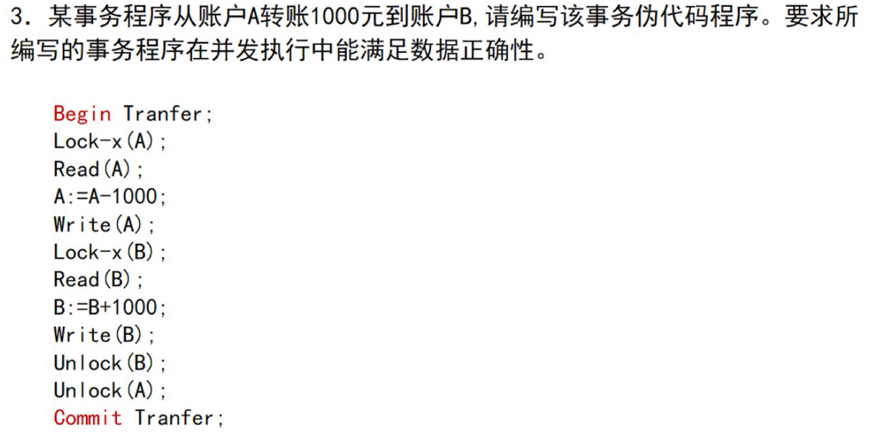 3. 某事务程序从账户A转账1000元到账户B,请编写该事务伪代码程序。要求所
编写的事务程序在并发执行中能满足数据正确性。
Begin Tranfer;
Lock-x(A);
Read(A);
A:=A-1000;
Write(A);
Lock-x(B);
Read(B);
B:=B+1000;
Write(B);
Unlock(B);
Unlock(A);
Commit Tranfer;